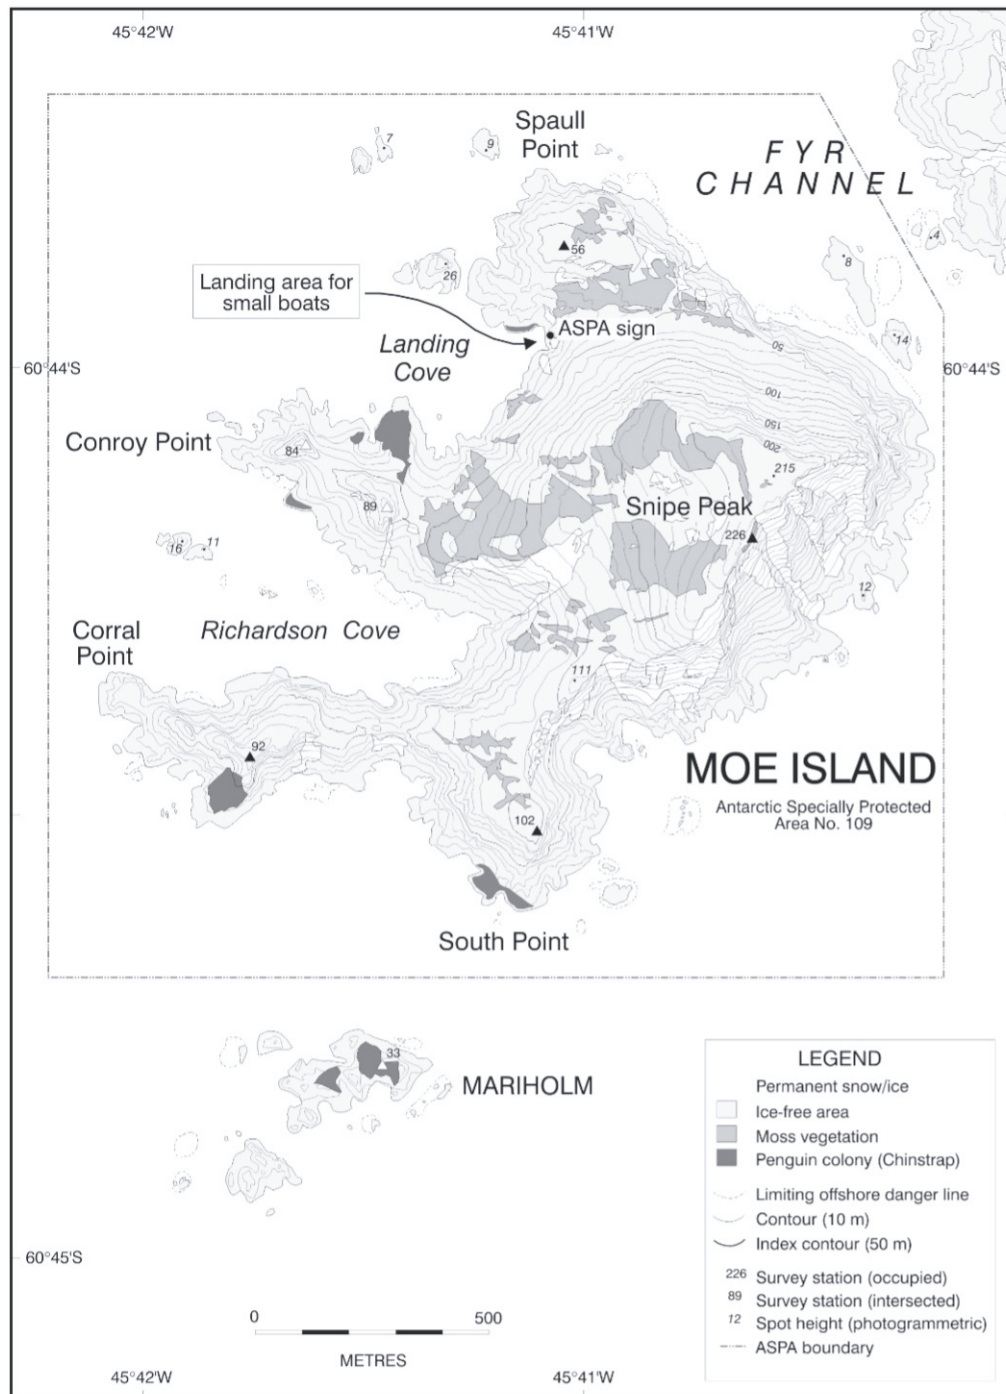 45°42'W
45°41'W
Spaull
Point
FYR
CHANNEL
7
9
4
56
8
26
Landing area for
small boats
ASPA sign
Landing
Cove
14
50
60°44'S
60°44'S
100
150
200
Conroy Point
84
215
89
Snipe Peak
226
16
11
12
Corral
Point
Richardson Cove
111
92
MOE ISLAND
Antarctic Specially Protected
Area No. 109
102
South Point
33
MARIHOLM
LEGEND
Permanent snow/ice
Ice-free area
Moss vegetation
Penguin colony (Chinstrap)
Limiting offshore danger line
Contour (10 m)
Index contour (50 m)
226 Survey station (occupied)
89 Survey station (intersected)
12 Spot height (photogrammetric)
ASPA boundary
60°45'S
0 500
METRES
45°42'W
45°41'W